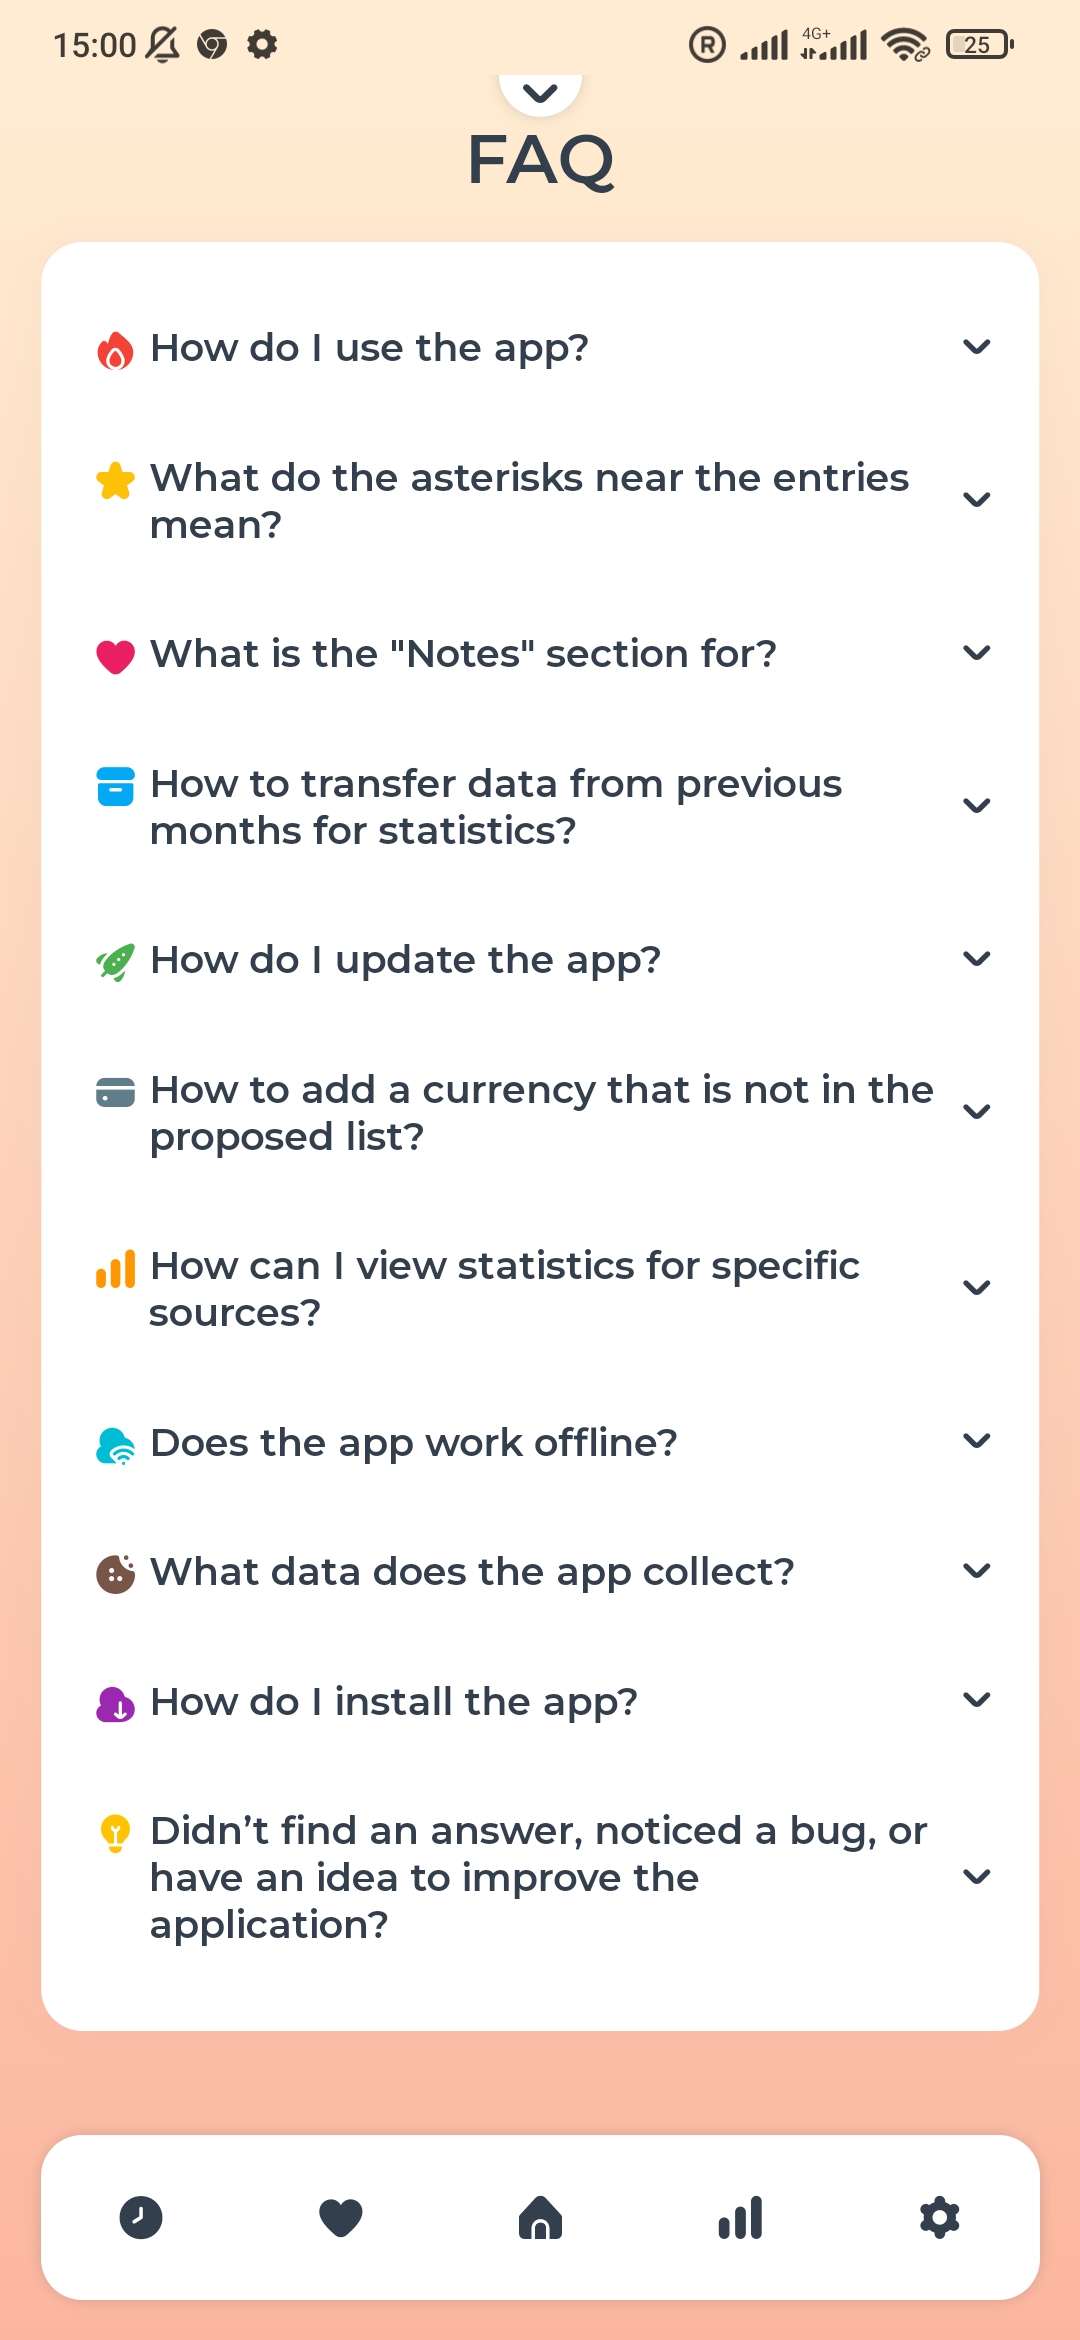 15:00
R
4G+
25
FAQ
How do I use the app?
What do the asterisks near the entries
mean?
What is the "Notes" section for?
How to transfer data from previous
months for statistics?
How do I update the app?
How to add a currency that is not in the
proposed list?
How can I view statistics for specific
sources?
Does the app work offline?
What data does the app collect?
How do I install the app?
Didn’t find an answer, noticed a bug, or
have an idea to improve the
application?